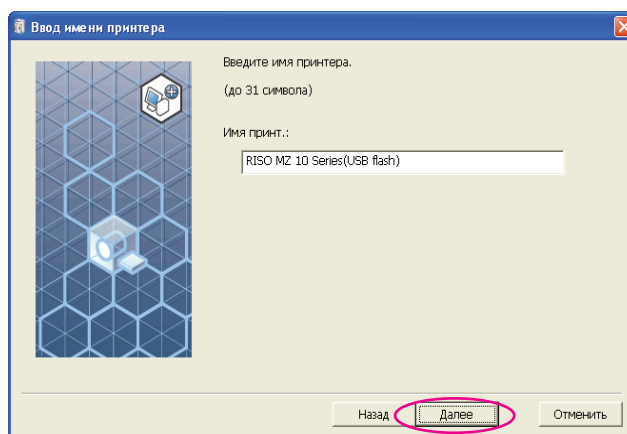 Ввод имени принтера
Введите имя принтера.
(до 31 символа)
Имя принт.:
RISO MZ 10 Series(USB flash)
Назад Далее Отменить